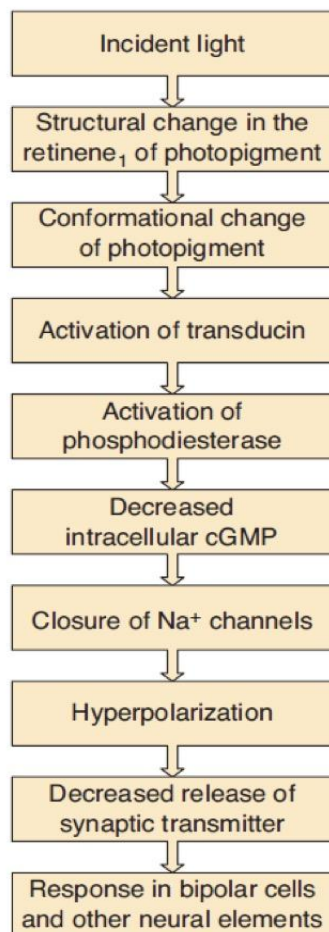 Incident light
Structural change in the
retinene₁ of photopigment
Conformational change
of photopigment
Activation of transducin
Activation of
phosphodiesterase
Decreased
intracellular cGMP
Closure of Na⁺ channels
Hyperpolarization
Decreased release of
synaptic transmitter
Response in bipolar cells
and other neural elements